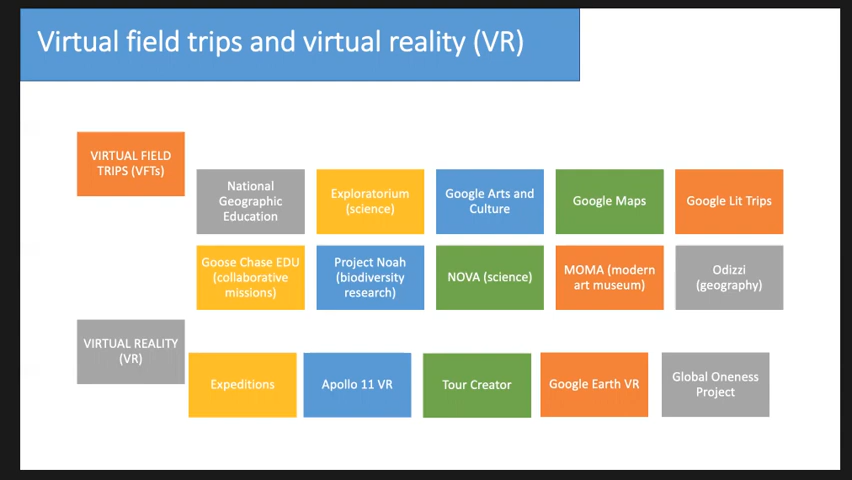 Virtual field trips and virtual reality (VR)
VIRTUAL FIELD
TRIPS (VFTs)
National
Geographic
Education
Exploratorium
(science)
Google Arts and
Culture
Google Maps
Google Lit Trips
Goose Chase EDU
(collaborative
missions)
Project Noah
(biodiversity
research)
NOVA (science)
MOMA (modern
art museum)
Odizzi
(geography)
VIRTUAL REALITY
(VR)
Expeditions
Apollo 11 VR
Tour Creator
Google Earth VR
Global Oneness
Project